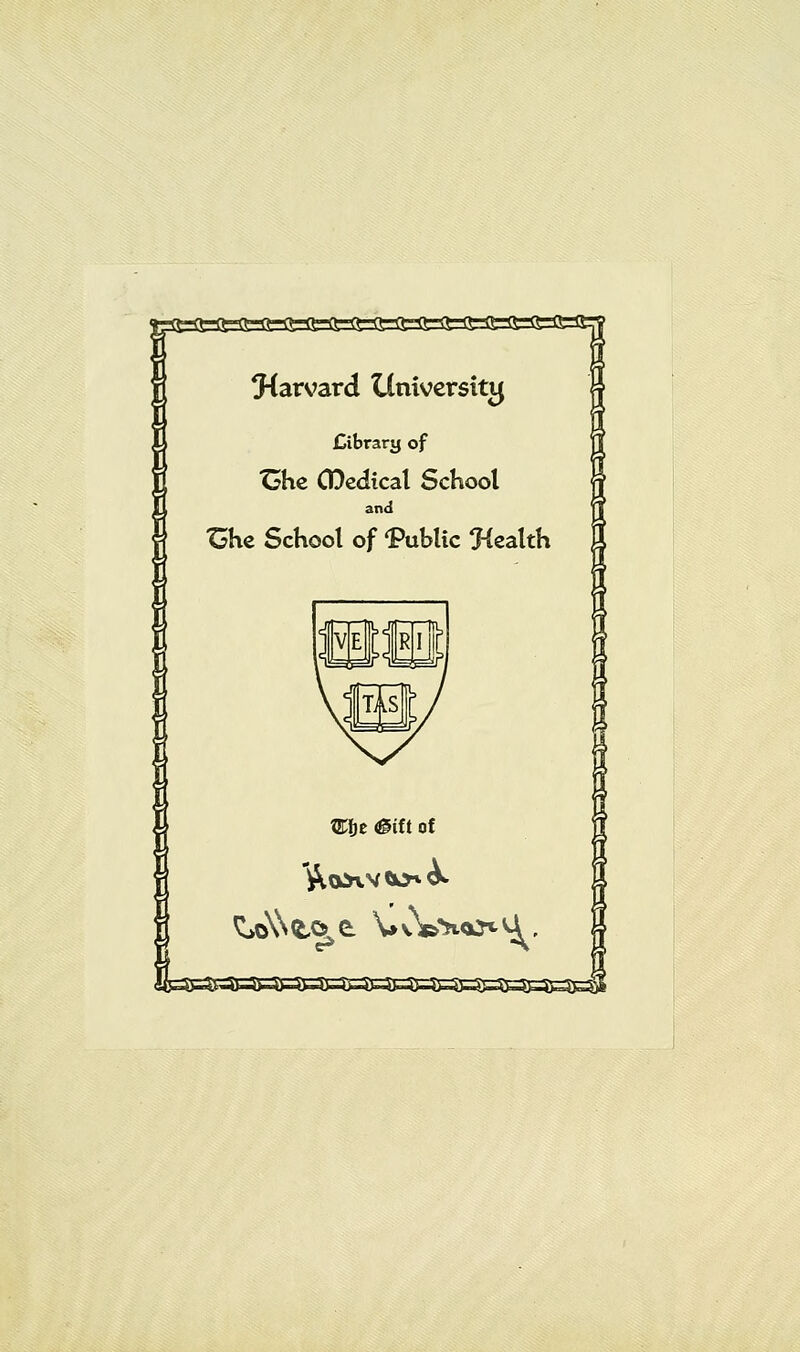 Harvard University
Library of
The Medical School
and
The School of Public Health
VE RI
TAS
The Gift of
Harvard
College Library.